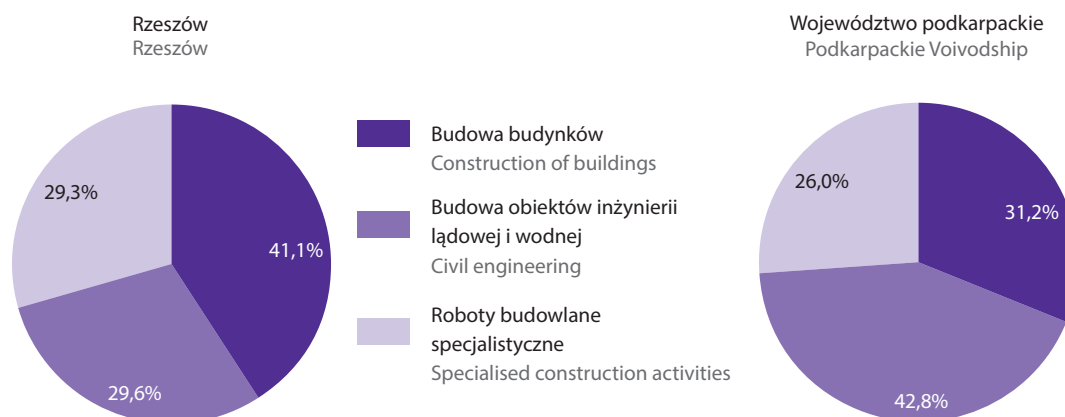 Rzeszów
Rzeszów
29,3%
41,1%
29,6%
Budowa budynków
Construction of buildings
Budowa obiektów inżynierii
lądowej i wodnej
Civil engineering
Roboty budowlane
specjalistyczne
Specialised construction activities
Województwo podkarpackie
Podkarpackie Voivodship
26,0%
31,2%
42,8%